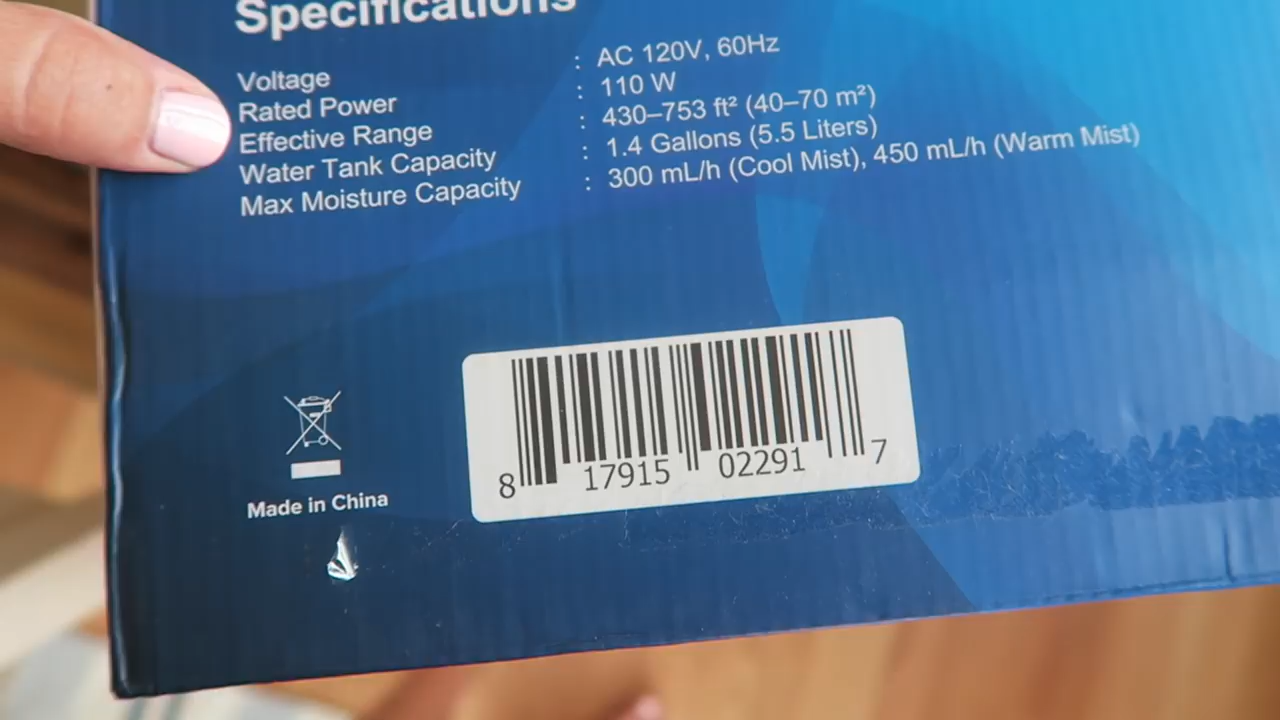 Specifications
Voltage : AC 120V, 60Hz
Rated Power : 110 W
Effective Range : 430–753 ft² (40–70 m²)
Water Tank Capacity : 1.4 Gallons (5.5 Liters)
Max Moisture Capacity : 300 mL/h (Cool Mist), 450 mL/h (Warm Mist)
8 17915 02291 7
Made in China